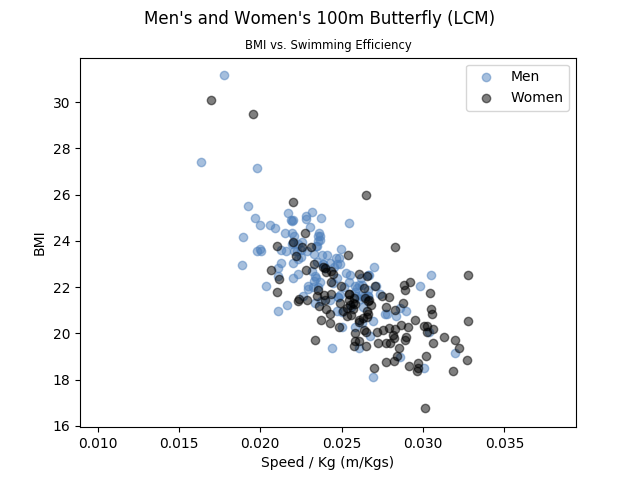 Men's and Women's 100m Butterfly (LCM)
BMI vs. Swimming Efficiency
Men
Women
BMI
30
28
26
24
22
20
18
16
0.010 0.015 0.020 0.025 0.030 0.035
Speed / Kg (m/Kgs)